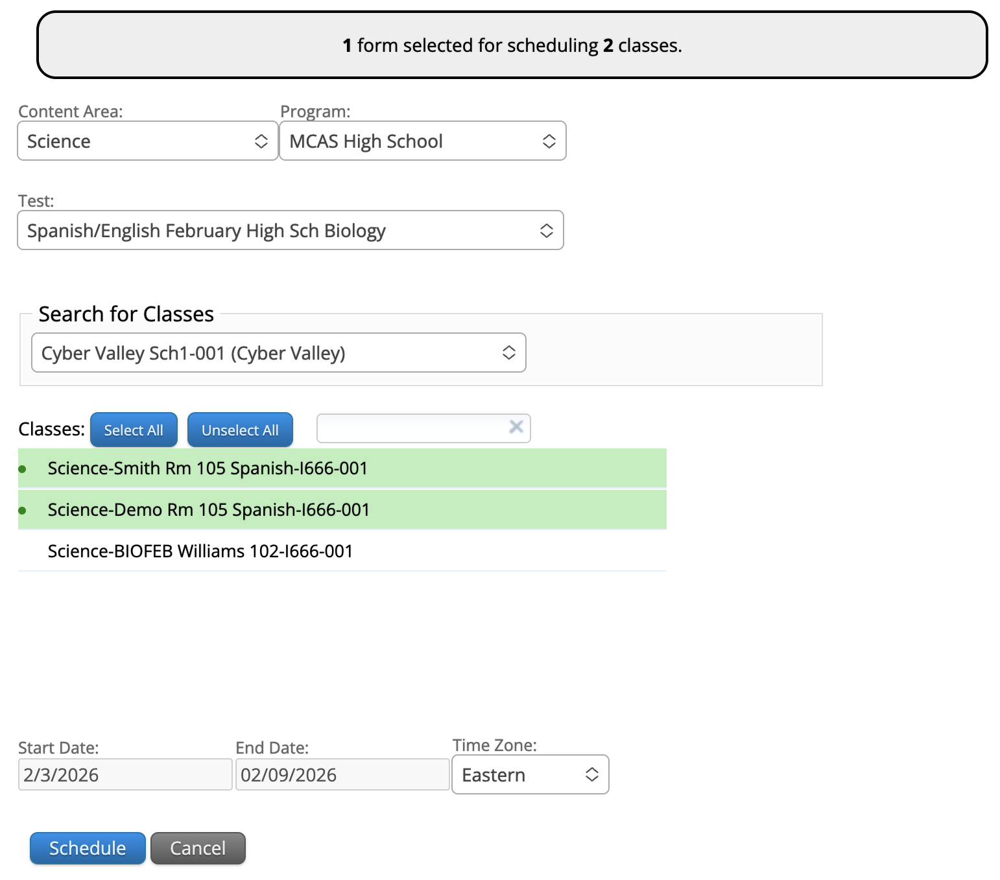 1 form selected for scheduling 2 classes.
Content Area: Program:
Science MCAS High School
Test:
Spanish/English February High Sch Biology
Search for Classes
Cyber Valley Sch1-001 (Cyber Valley)
Classes: Select All Unselect All
Science-Smith Rm 105 Spanish-I666-001
Science-Demo Rm 105 Spanish-I666-001
Science-BIOFEB Williams 102-I666-001
Start Date: End Date: Time Zone:
2/3/2026 02/09/2026 Eastern
Schedule Cancel